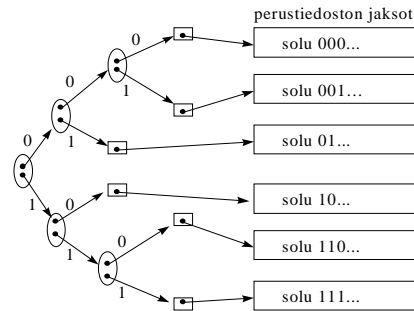 perustiedoston jaksot
0
solu 000...
0
1
solu 001...
0
1
solu 01...
1
0
solu 10...
0
1
solu 110...
1
solu 111...